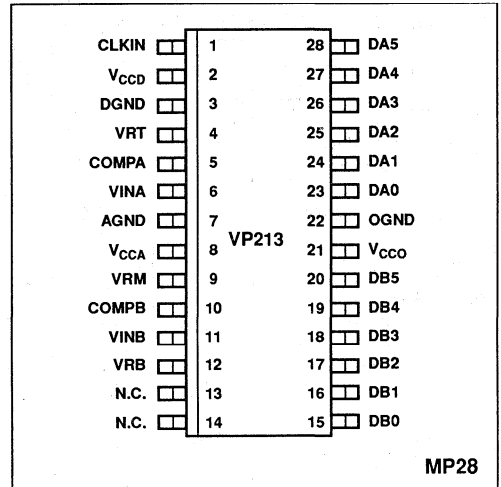 CLKIN 1 28 DA5
VCCD 2 27 DA4
DGND 3 26 DA3
VRT 4 25 DA2
COMPA 5 24 DA1
VINA 6 23 DA0
AGND 7 22 OGND
VP213
VCCA 8 21 VCCO
VRM 9 20 DB5
COMPB 10 19 DB4
VINB 11 18 DB3
VRB 12 17 DB2
N.C. 13 16 DB1
N.C. 14 15 DB0
MP28